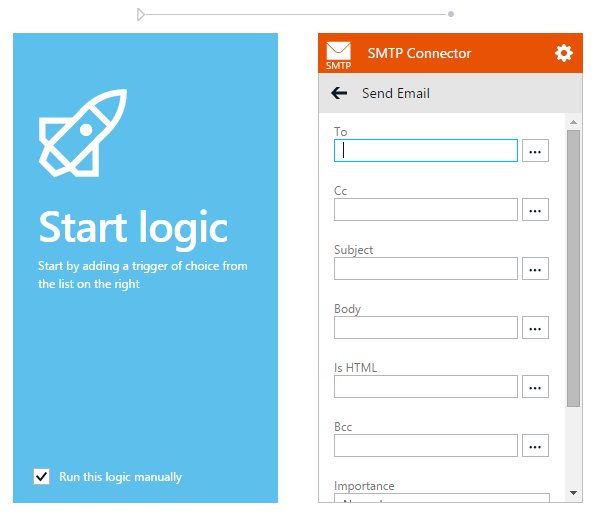 Start logic
Start by adding a trigger of choice from
the list on the right
Run this logic manually
SMTP
SMTP Connector
Send Email
To
...
Cc
...
Subject
...
Body
...
Is HTML
...
Bcc
...
Importance